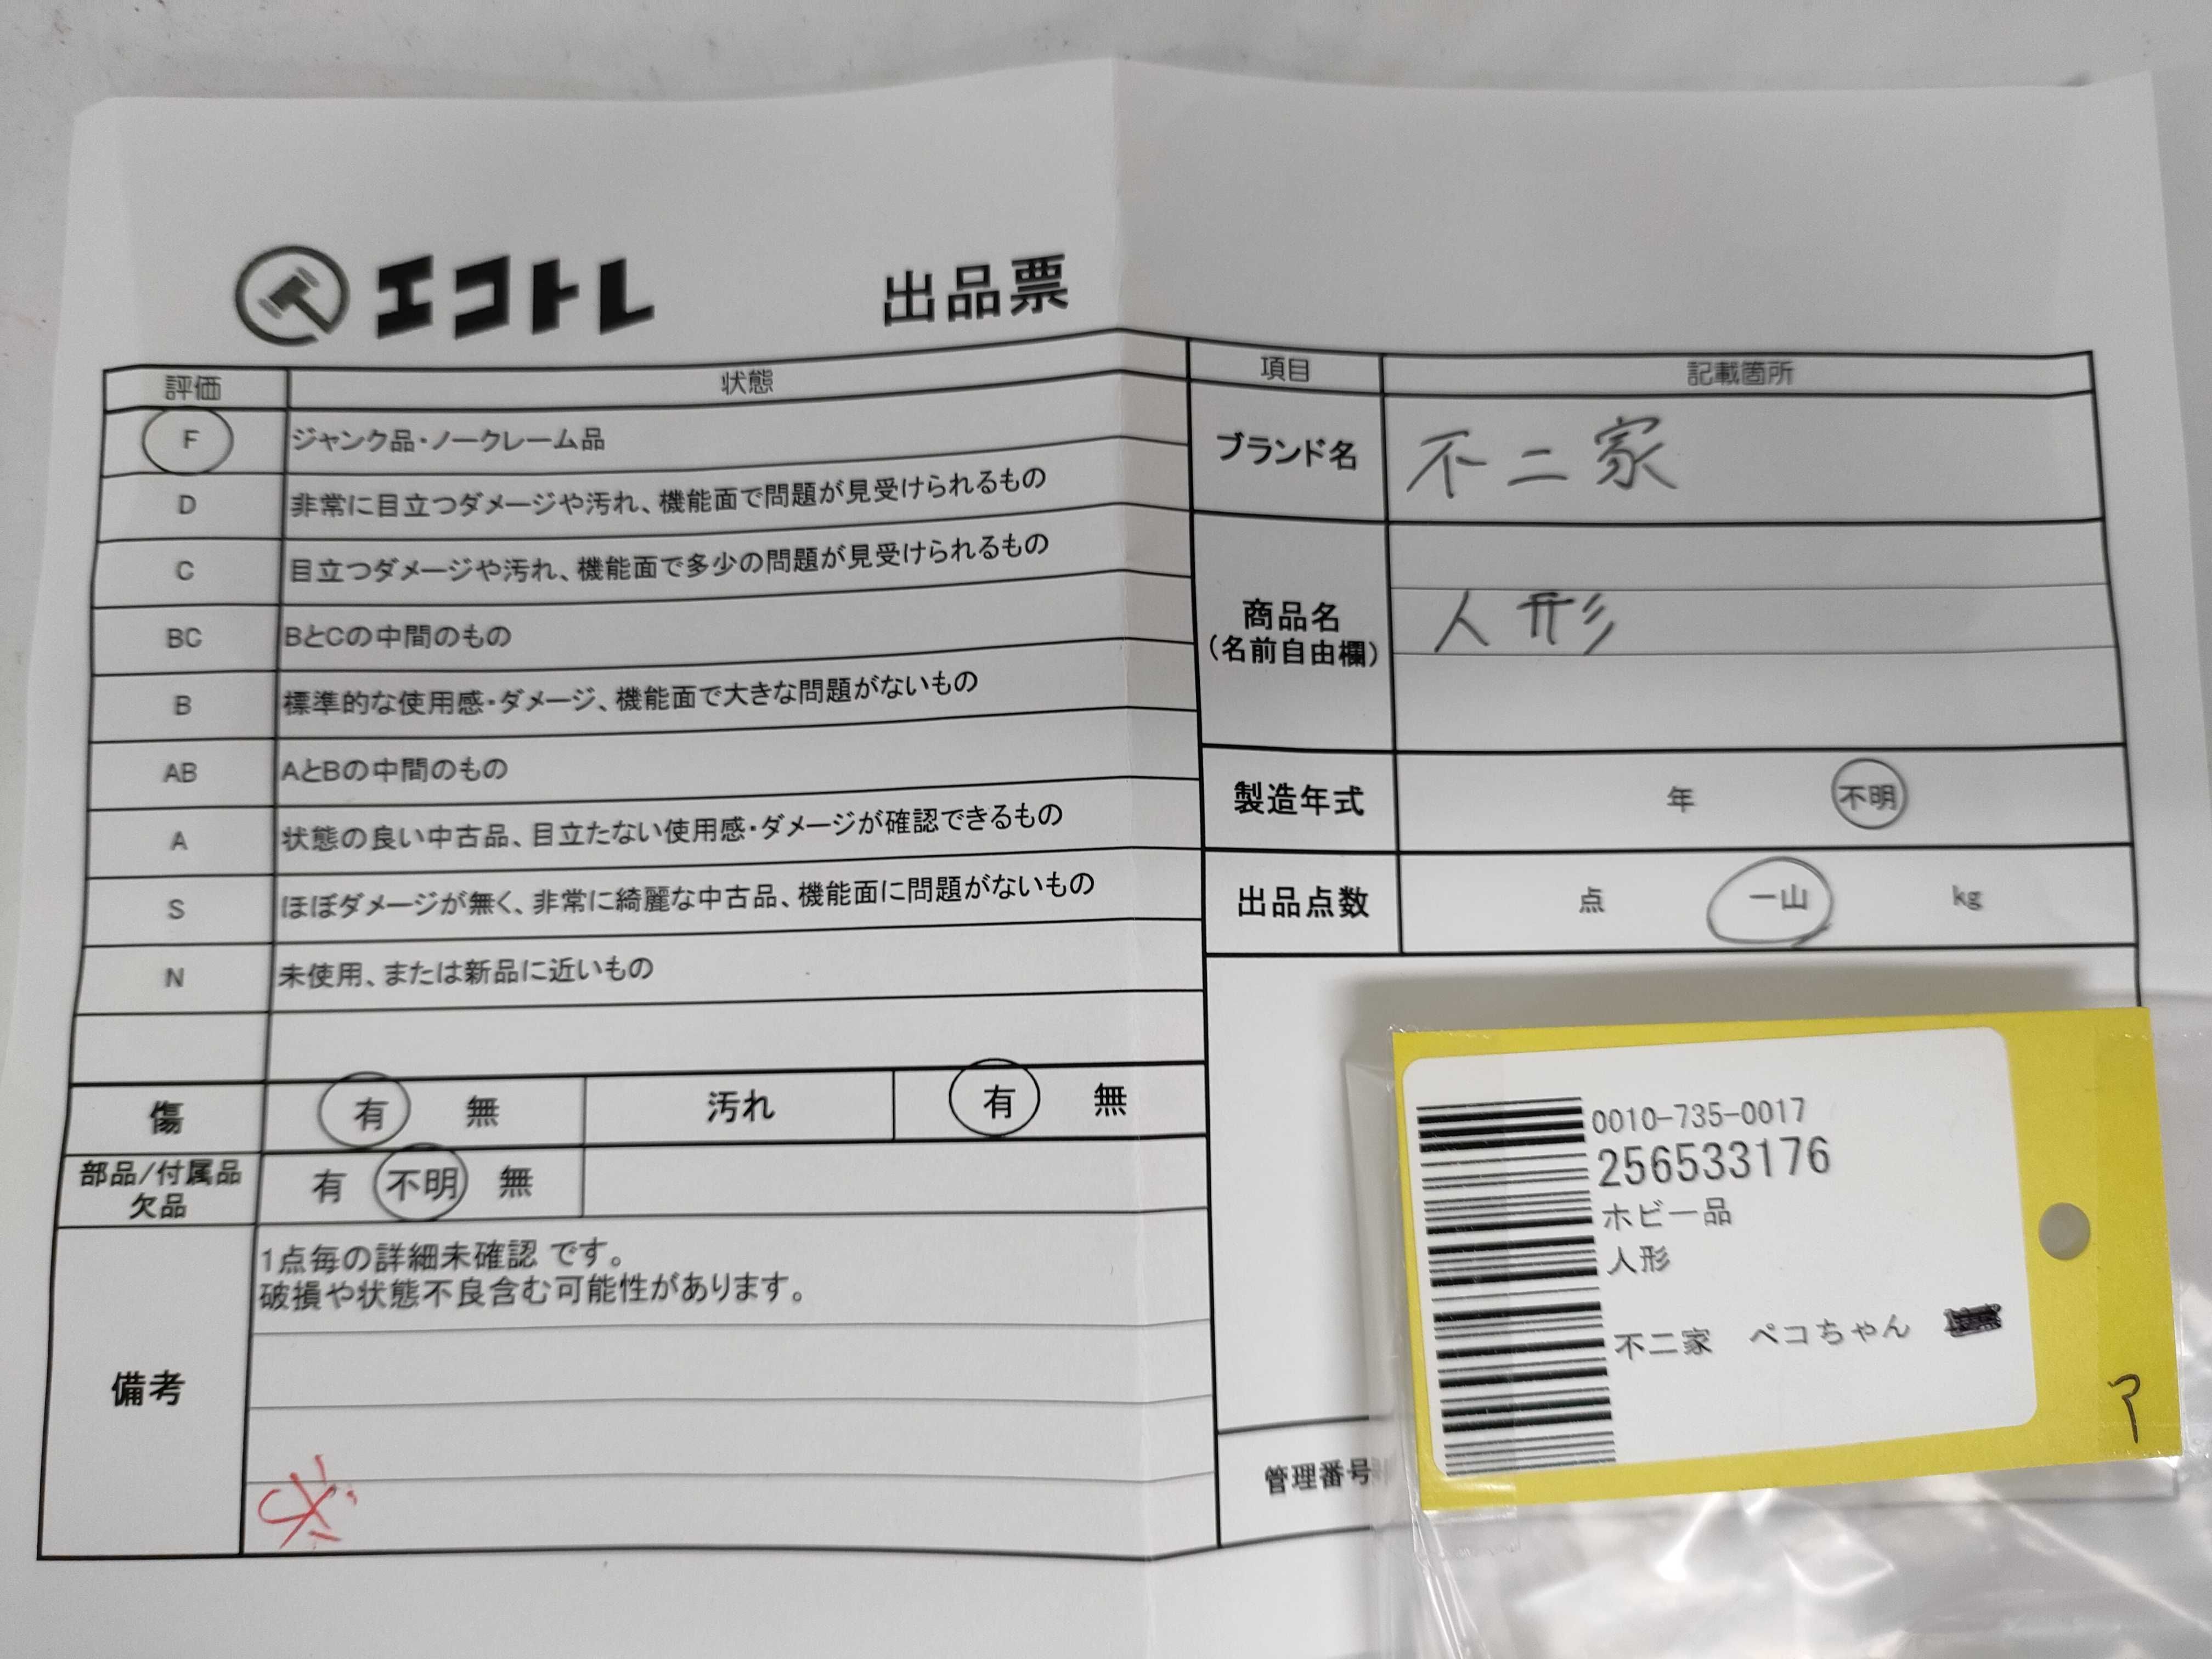 エコトレ 出品票
評価 状態
F ジャンク品・ノークレーム品
D 非常に目立つダメージや汚れ、機能面で問題が見受けられるもの
C 目立つダメージや汚れ、機能面で多少の問題が見受けられるもの
BC BとCの中間のもの
B 標準的な使用感・ダメージ、機能面で大きな問題がないもの
AB AとBの中間のもの
A 状態の良い中古品、目立たない使用感・ダメージが確認できるもの
S ほぼダメージが無く、非常に綺麗な中古品、機能面に問題がないもの
N 未使用、または新品に近いもの
傷 有 無 汚れ 有 無
部品/付属品
欠品 有 不明 無
備考
1点毎の詳細未確認 です。
破損や状態不良含む可能性があります。
項目 記載箇所
ブランド名 不二家
商品名
(名前自由欄)
人形
製造年式 年 不明
出品点数 点 一山 kg
管理番号
0010-735-0017
256533176
ホビー品
人形
不二家 ペコちゃん
ア